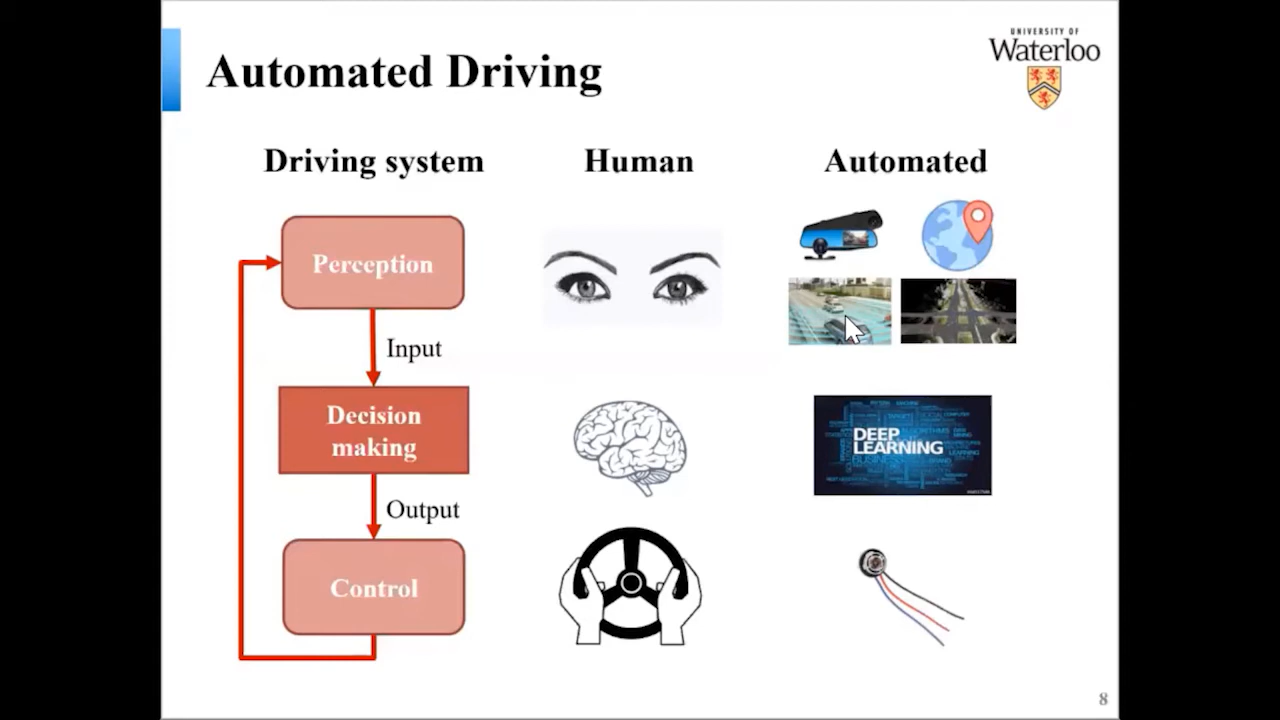 Automated Driving
UNIVERSITY OF
Waterloo
Driving system
Human
Automated
Perception
Input
Decision
making
DEEP
LEARNING
Output
Control
8